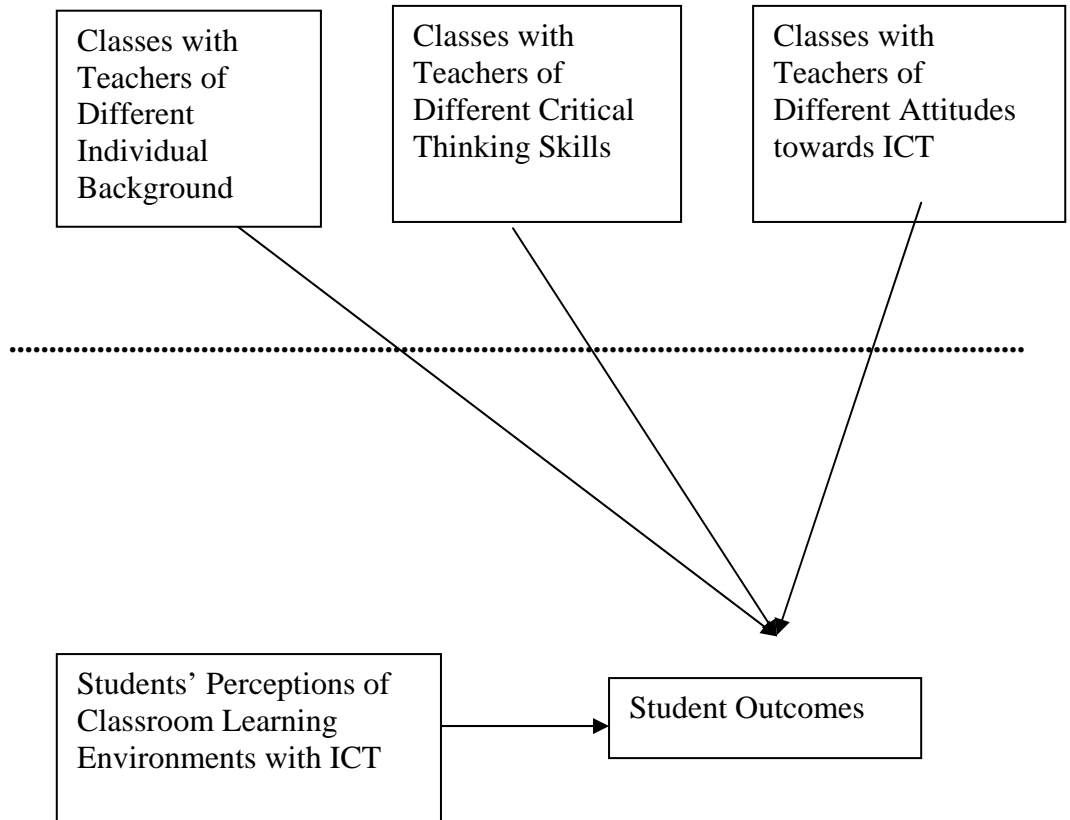 Classes with
Teachers of
Different
Individual
Background
Classes with
Teachers of
Different Critical
Thinking Skills
Classes with
Teachers of
Different Attitudes
towards ICT
Students’ Perceptions of
Classroom Learning
Environments with ICT
Student Outcomes